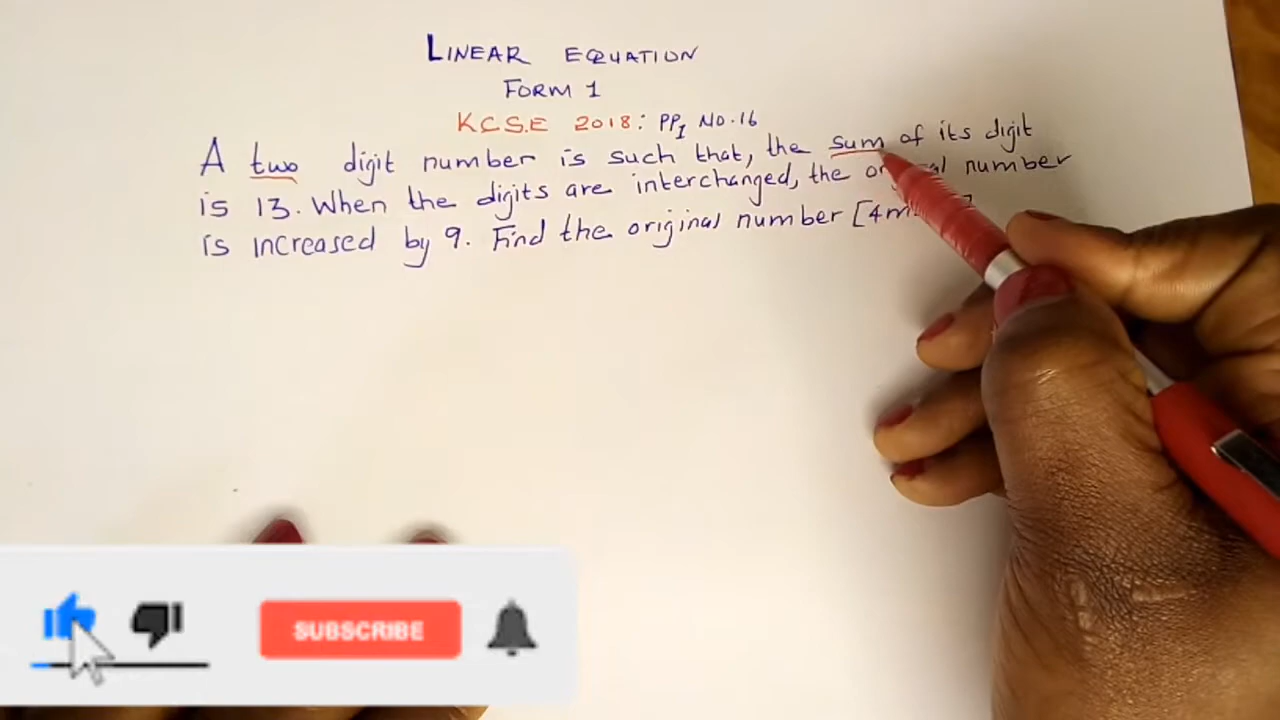 LINEAR EQUATION
FORM 1
KCSE 2018: PP1 NO.16
A two digit number is such that, the sum of its digit
is 13. When the digits are interchanged, the number
is increased by 9. Find the original number
SUBSCRIBE